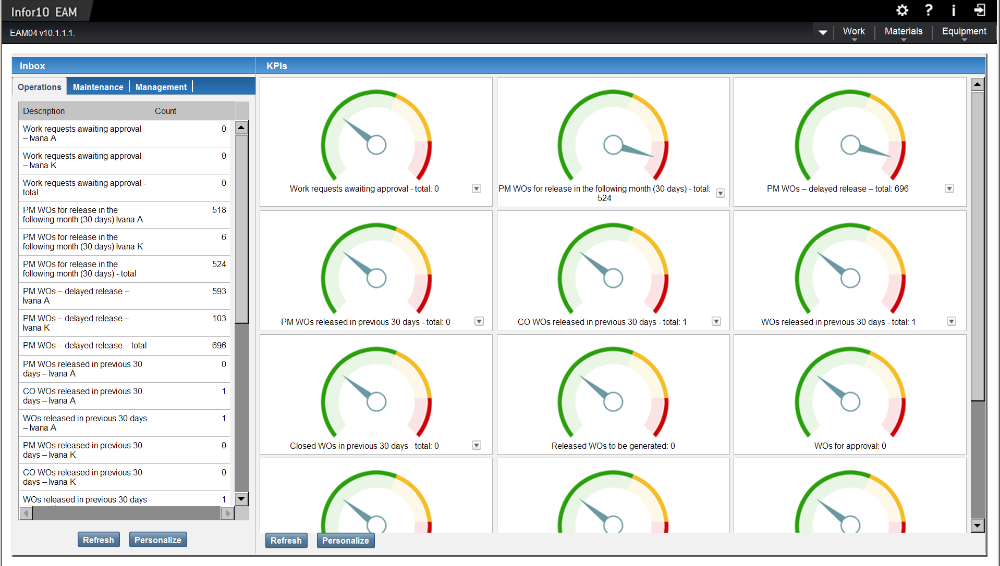 Infor10 EAM
EAM04 v10.1.1.1.
Work
Materials
Equipment
Inbox
Operations
Maintenance
Management
Description Count
Work requests awaiting approval 0
– Ivana A
Work requests awaiting approval 0
– Ivana K
Work requests awaiting approval - 0
total
PM WOs for release in the 518
following month (30 days) Ivana A
PM WOs for release in the 6
following month (30 days) Ivana K
PM WOs for release in the 524
following month (30 days) - total
PM WOs – delayed release – 593
Ivana A
PM WOs – delayed release – 103
Ivana K
PM WOs – delayed release – total 696
PM WOs released in previous 30 0
days – Ivana A
CO WOs released in previous 30 1
days – Ivana A
WOs released in previous 30 days 1
– Ivana A
PM WOs released in previous 30 0
days – Ivana K
CO WOs released in previous 30 0
days – Ivana K
WOs released in previous 30 days 1
Refresh
Personalize
KPIs
Work requests awaiting approval - total: 0
PM WOs for release in the following month (30 days) - total:
524
PM WOs – delayed release – total: 696
PM WOs released in previous 30 days - total: 0
CO WOs released in previous 30 days - total: 1
WOs released in previous 30 days - total: 1
Closed WOs in previous 30 days - total: 0
Released WOs to be generated: 0
WOs for approval: 0
Refresh
Personalize